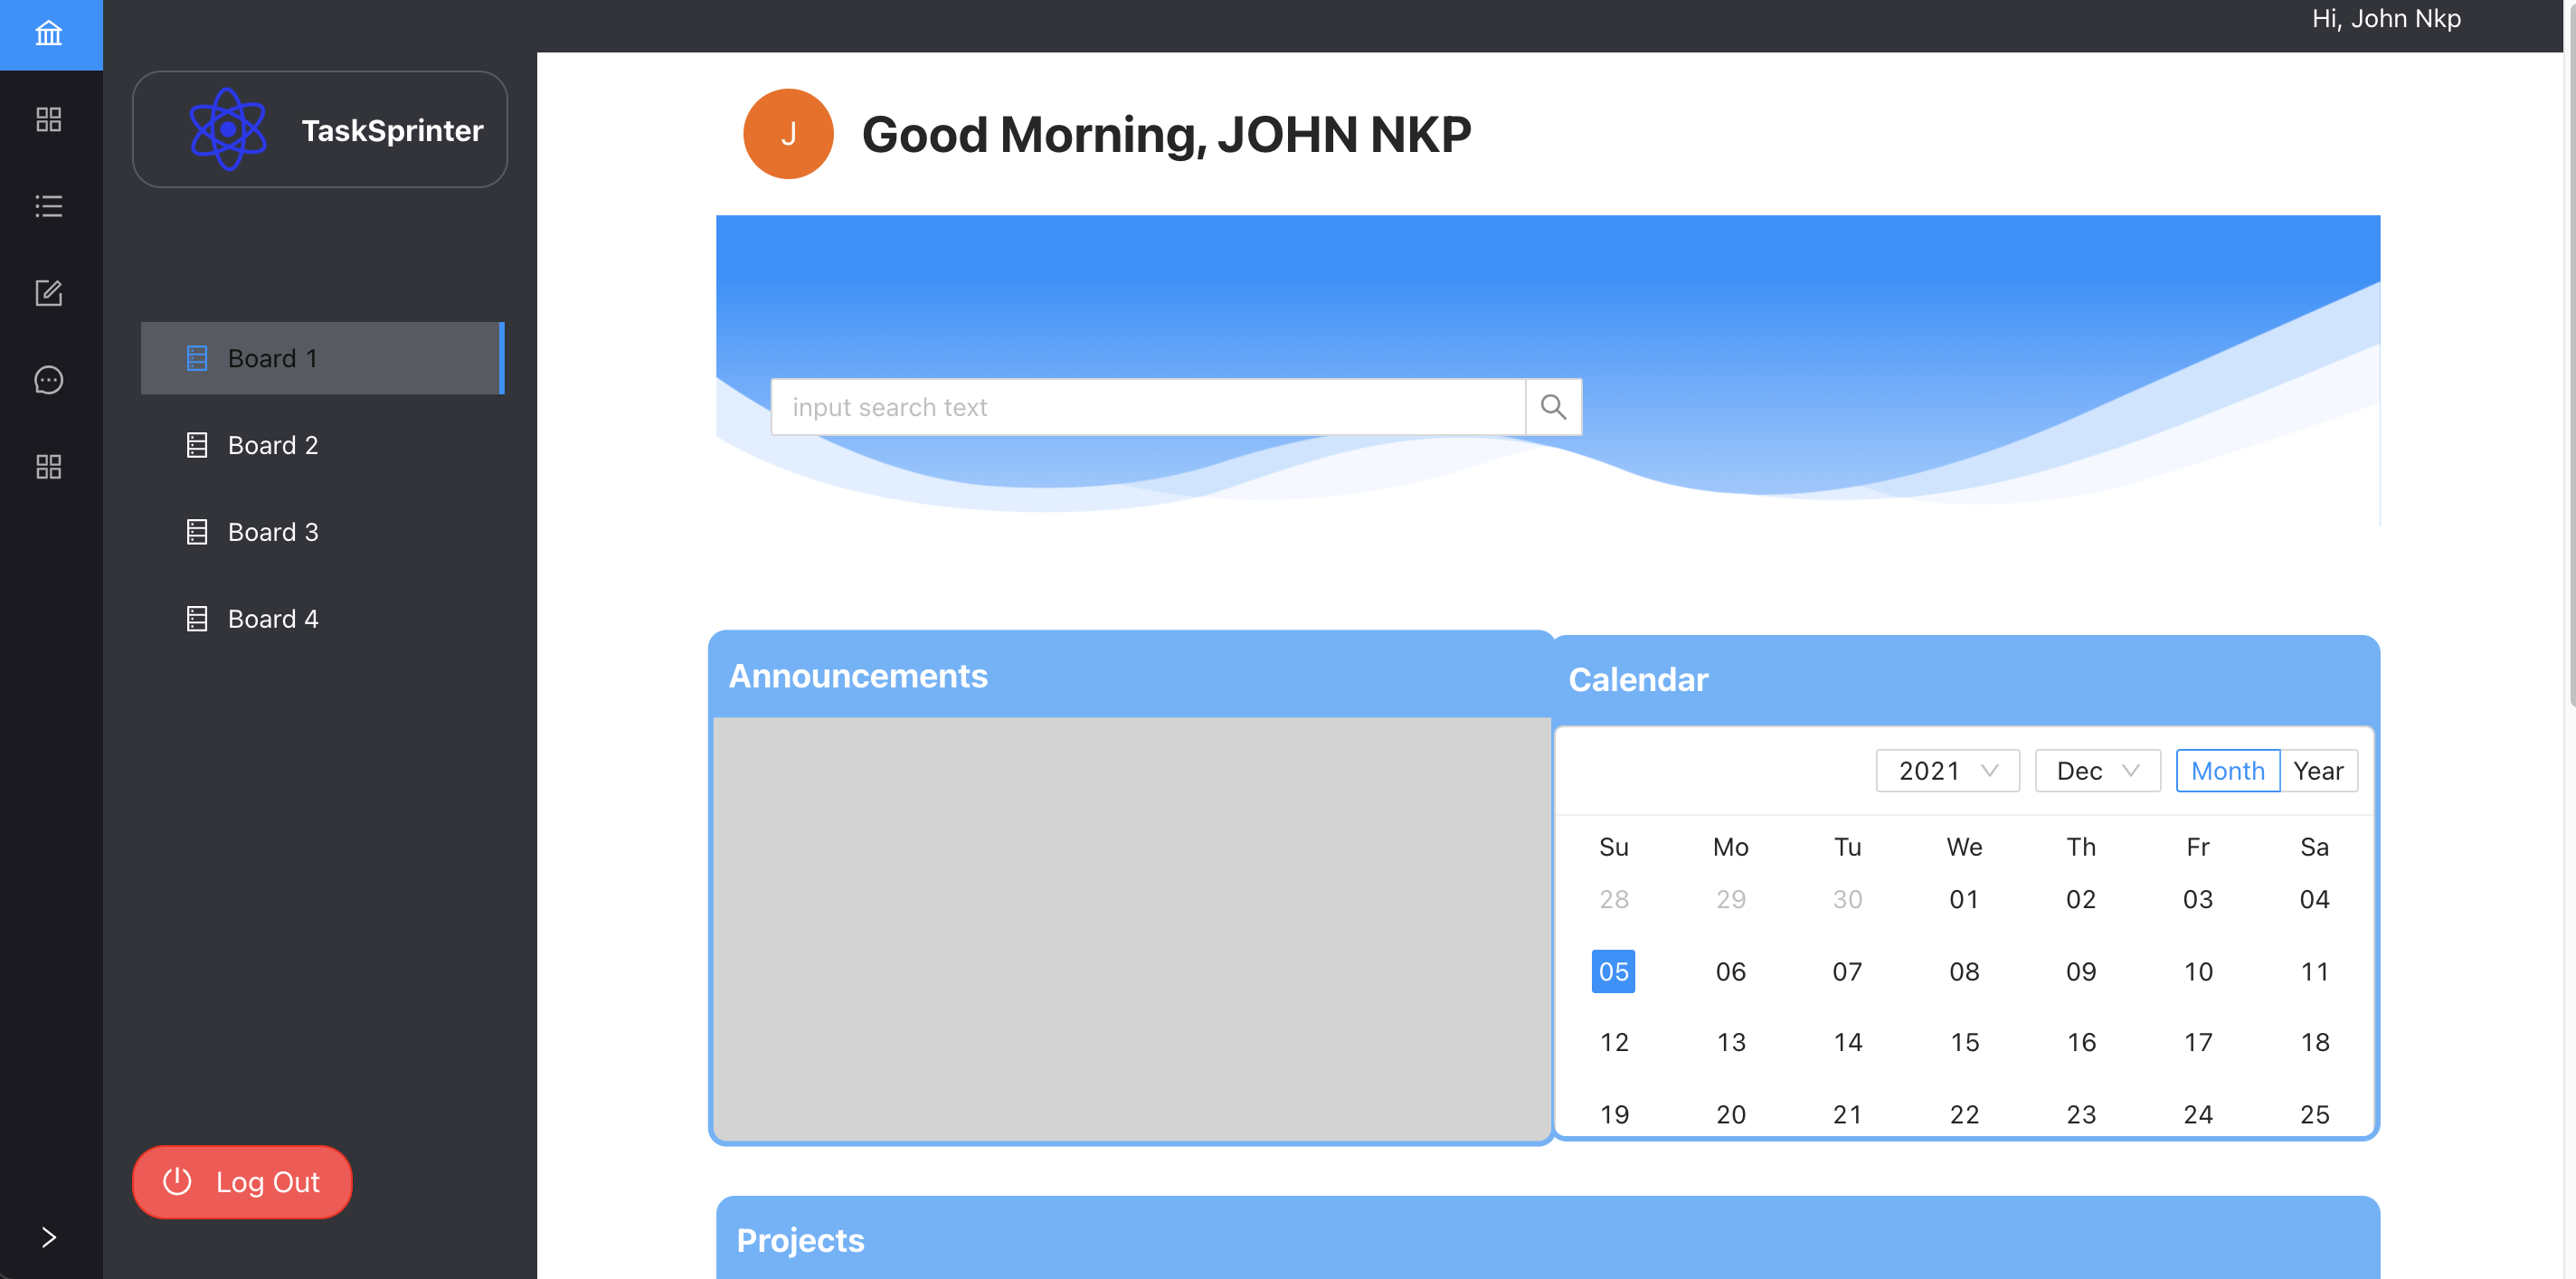 Hi, John Nkp
TaskSprinter
J
Good Morning, JOHN NKP
Board 1
Board 2
Board 3
Board 4
Log Out
input search text
Announcements
Calendar
2021 Dec Month Year
Su Mo Tu We Th Fr Sa
28 29 30 01 02 03 04
05 06 07 08 09 10 11
12 13 14 15 16 17 18
19 20 21 22 23 24 25
Projects